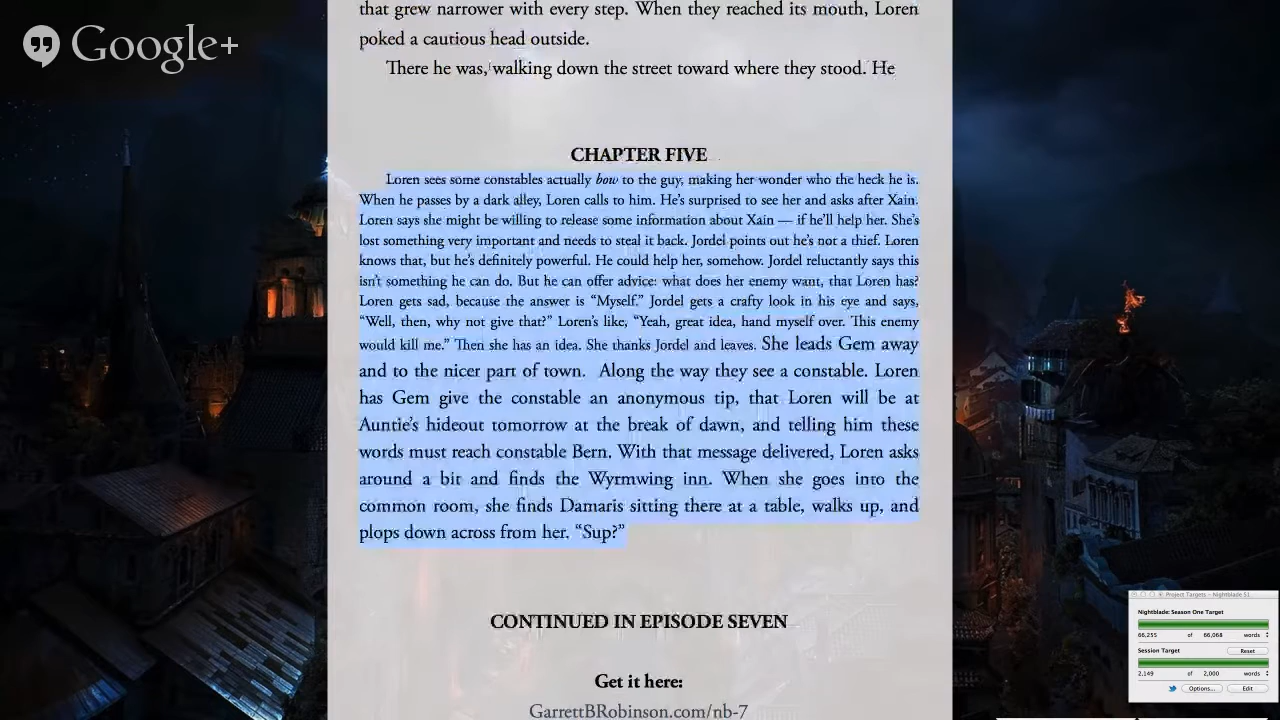 Google+
that grew narrower with every step. When they reached its mouth, Loren
poked a cautious head outside.
There he was, walking down the street toward where they stood. He
CHAPTER FIVE
Loren sees some constables actually bow to the guy, making her wonder who the heck he is.
When he passes by a dark alley, Loren calls to him. He's surprised to see her and asks after Xain.
Loren says she might be willing to release some information about Xain — if he'll help her. She's
lost something very important and needs to steal it back. Jordel points out he's not a thief. Loren
knows that, but he's definitely powerful. He could help her, somehow. Jordel reluctantly says this
isn't something he can do. But he can offer advice: what does her enemy want, that Loren has?
Loren gets sad, because the answer is “Myself.” Jordel gets a crafty look in his eye and says,
“Well, then, why not give that?” Loren's like, “Yeah, great idea, hand myself over. This enemy
would kill me.” Then she has an idea. She thanks Jordel and leaves. She leads Gem away
and to the nicer part of town. Along the way they see a constable. Loren
has Gem give the constable an anonymous tip, that Loren will be at
Auntie's hideout tomorrow at the break of dawn, and telling him these
words must reach constable Bern. With that message delivered, Loren asks
around a bit and finds the Wyrmwing inn. When she goes into the
common room, she finds Damaris sitting there at a table, walks up, and
plops down across from her. “Sup?”
CONTINUED IN EPISODE SEVEN
Get it here:
GarrettBRobinson.com/nb-7
Project Targets - Nightblade S1
Nightblade: Season One Target
66,255 of 66,068 words
Session Target
Reset
2,149 of 2,000 words
Options...
Edit